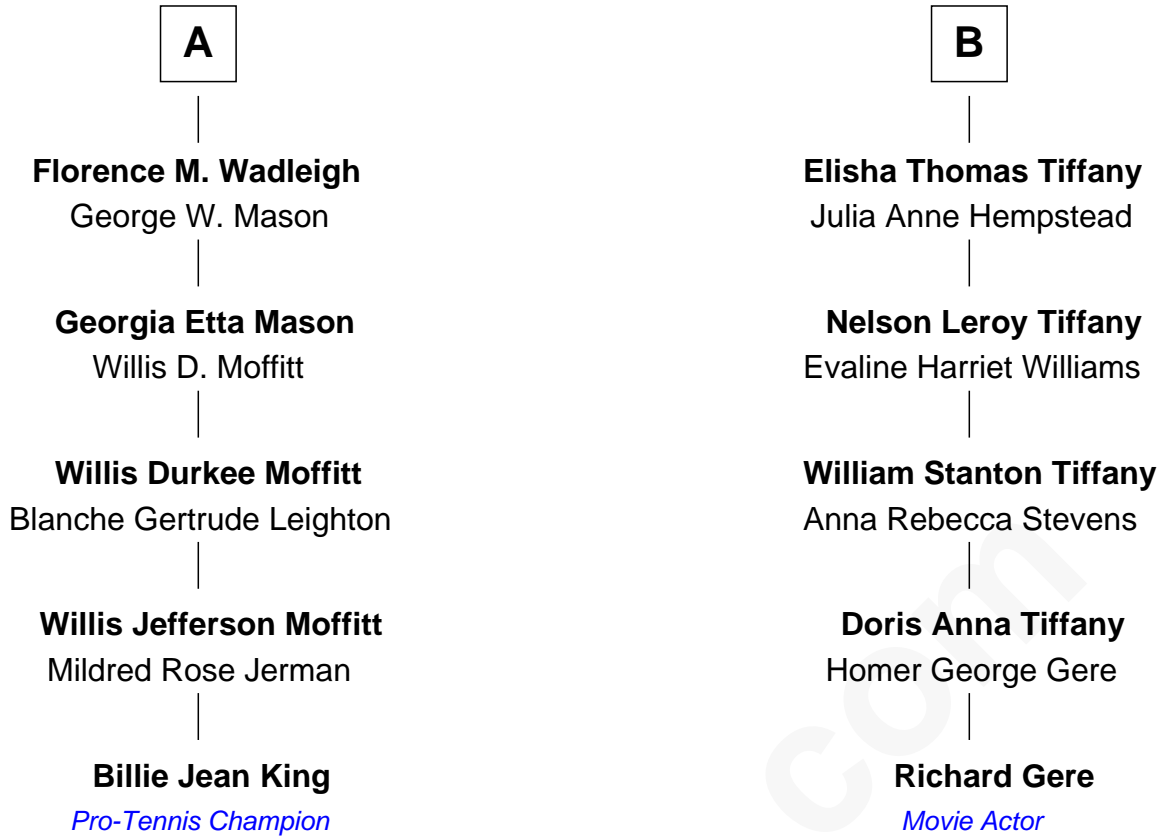 A
Florence M. Wadleigh
George W. Mason
Georgia Etta Mason
Willis D. Moffitt
Willis Durkee Moffitt
Blanche Gertrude Leighton
Willis Jefferson Moffitt
Mildred Rose Jerman
Billie Jean King
Pro-Tennis Champion
B
Elisha Thomas Tiffany
Julia Anne Hempstead
Nelson Leroy Tiffany
Evaline Harriet Williams
William Stanton Tiffany
Anna Rebecca Stevens
Doris Anna Tiffany
Homer George Gere
Richard Gere
Movie Actor
com